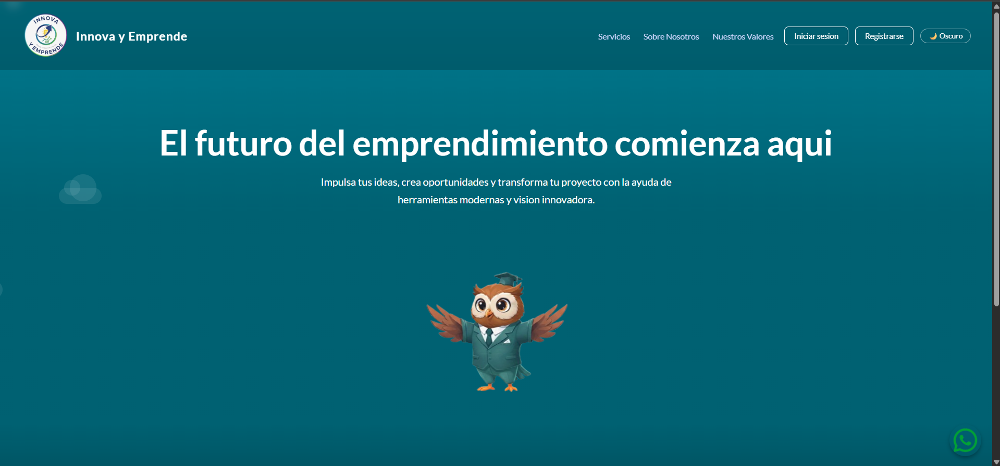 INNOVA
Y EMPRENDE
Innova y Emprende
Servicios
Sobre Nosotros
Nuestros Valores
Iniciar sesion
Registrarse
Oscuro
El futuro del emprendimiento comienza aqui
Impulsa tus ideas, crea oportunidades y transforma tu proyecto con la ayuda de
herramientas modernas y vision innovadora.